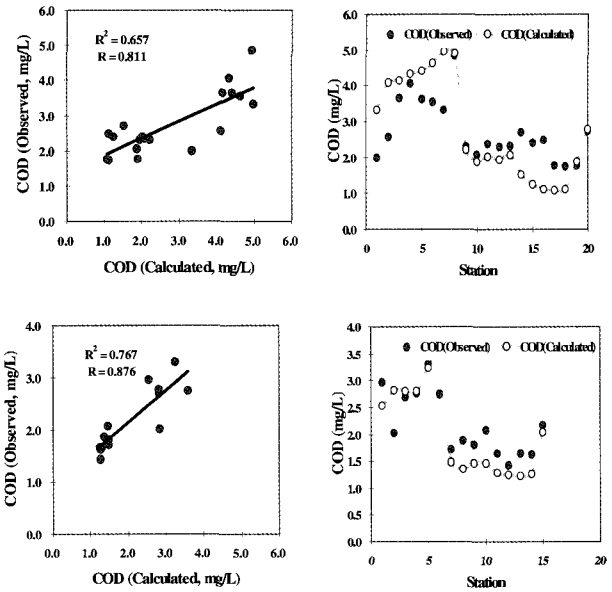 R² = 0.657
R = 0.811
COD (Observed, mg/L)
6.0
5.0
4.0
3.0
2.0
1.0
0.0
0.0 1.0 2.0 3.0 4.0 5.0 6.0
COD (Calculated, mg/L)
COD(Observed) COD(Calculated)
COD (mg/L)
6.0
5.0
4.0
3.0
2.0
1.0
0.0
0 5 10 15 20
Station
R² = 0.767
R = 0.876
COD (Observed, mg/L)
4.0
3.0
2.0
1.0
0.0
0.0 1.0 2.0 3.0 4.0 5.0 6.0
COD (Calculated, mg/L)
COD(Observed) COD(Calculated)
COD (mg/L)
4.0
3.5
3.0
2.5
2.0
1.5
1.0
0.5
0.0
0 5 10 15 20
Station